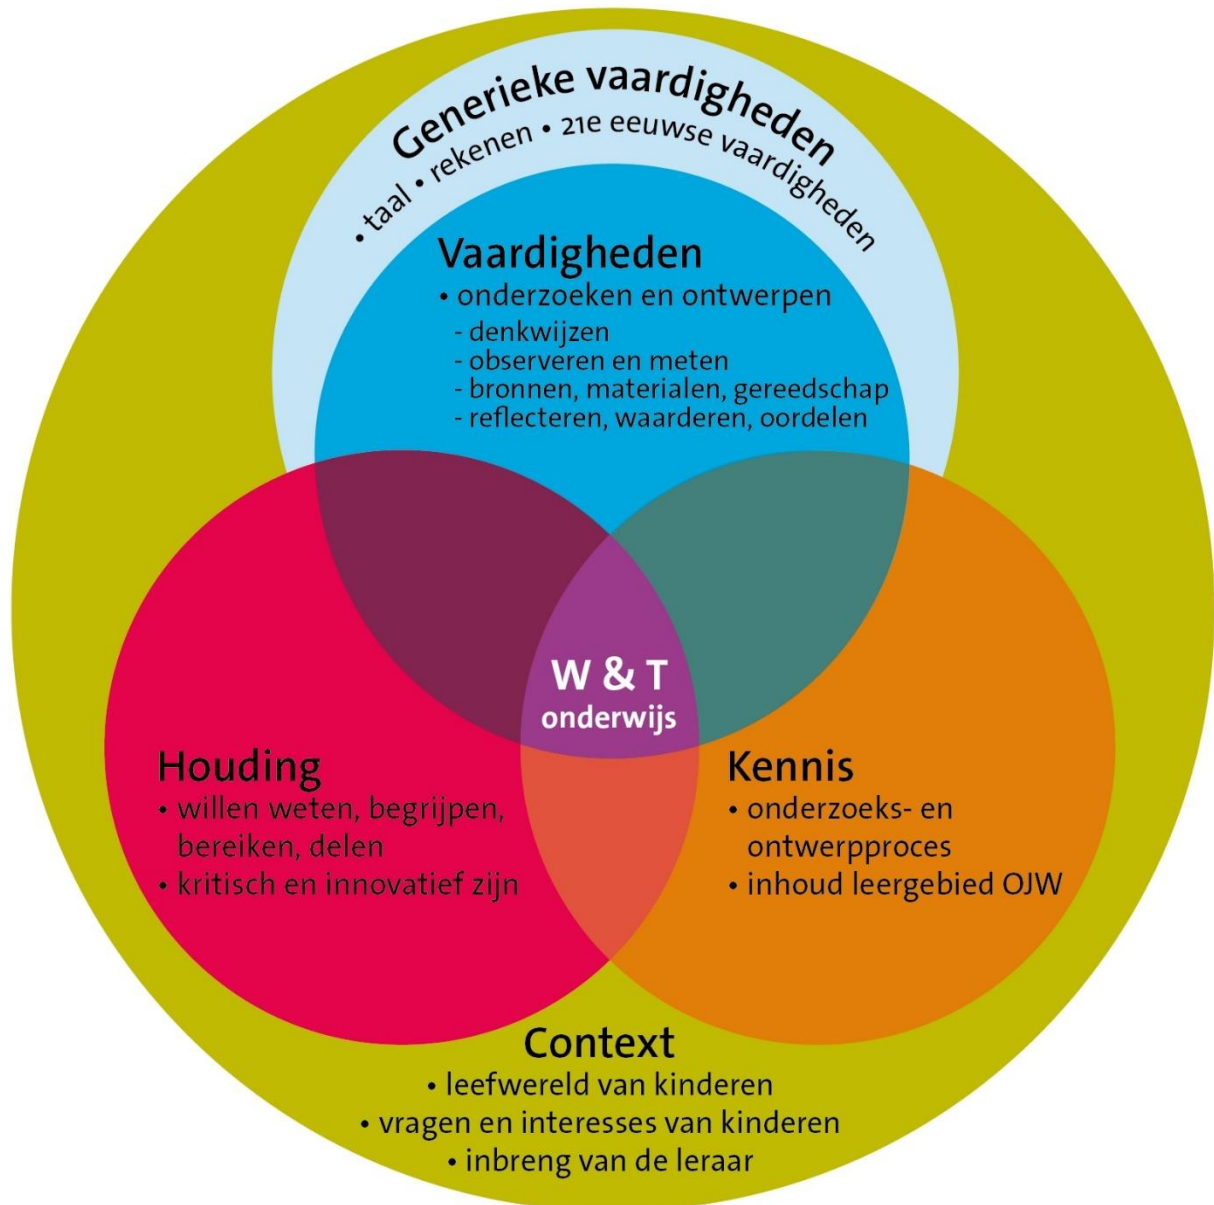 Generieke vaardigheden
• taal • rekenen • 21e eeuwse vaardigheden
Vaardigheden
• onderzoeken en ontwerpen
- denkwijzen
- observeren en meten
- bronnen, materialen, gereedschap
- reflecteren, waarderen, oordelen
W & T
onderwijs
Houding
• willen weten, begrijpen,
bereiken, delen
• kritisch en innovatief zijn
Kennis
• onderzoeks- en
ontwerpproces
• inhoud leergebied OJW
Context
• leefwereld van kinderen
• vragen en interesses van kinderen
• inbreng van de leraar